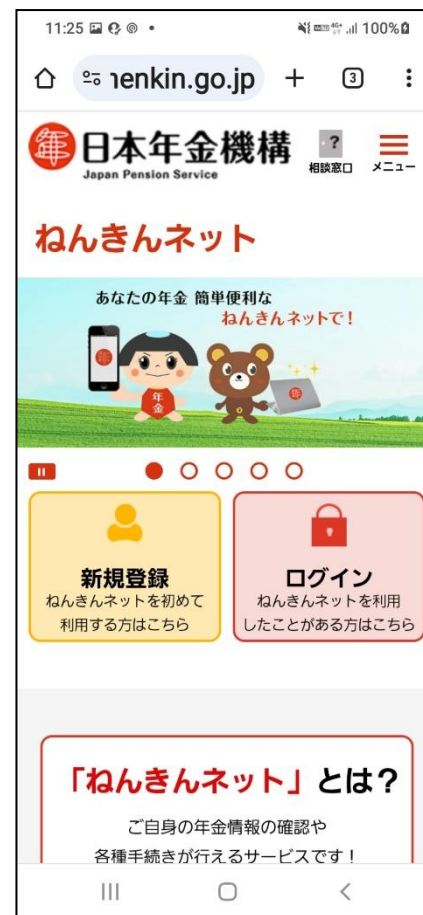 11:25
4G+
100%
nenkin.go.jp
3
年
日本年金機構
Japan Pension Service
?
相談窓口
メニュー
ねんきんネット
あなたの年金 簡単便利な
ねんきんネットで！
年
年金
年
新規登録
ねんきんネットを初めて
利用する方はこちら
ログイン
ねんきんネットを利用
したことがある方はこちら
「ねんきんネット」とは？
ご自身の年金情報の確認や
各種手続きが行えるサービスです！